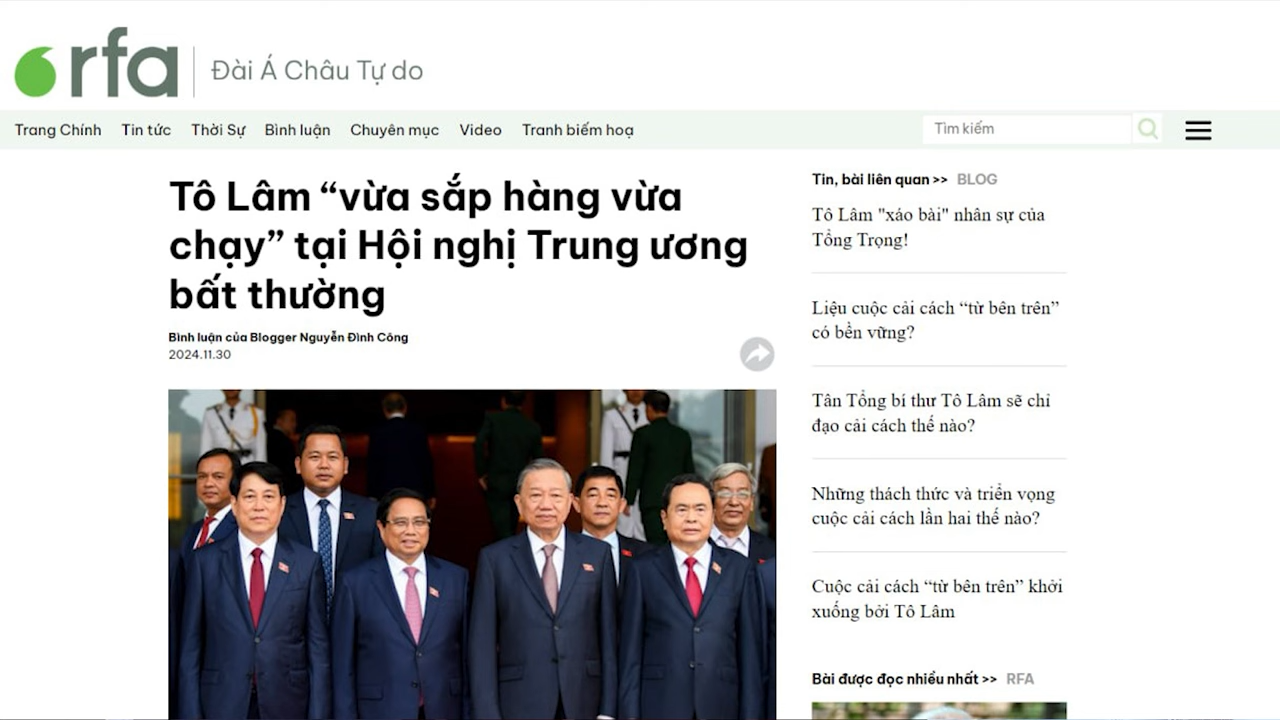 rfa
Đài Á Châu Tự do
Trang Chính Tin tức Thời Sự Bình luận Chuyên mục Video Tranh biếm hoạ
Tìm kiếm
Tô Lâm “vừa sắp hàng vừa
chạy” tại Hội nghị Trung ương
bất thường
Bình luận của Blogger Nguyễn Đình Công
2024.11.30
Tin, bài liên quan >> BLOG
Tô Lâm "xáo bài" nhân sự của
Tổng Trọng!
Liệu cuộc cải cách “từ bên trên”
có bền vững?
Tân Tổng bí thư Tô Lâm sẽ chỉ
đạo cải cách thế nào?
Những thách thức và triển vọng
cuộc cải cách lần hai thế nào?
Cuộc cải cách “từ bên trên” khởi
xuống bởi Tô Lâm
Bài được đọc nhiều nhất >> RFA